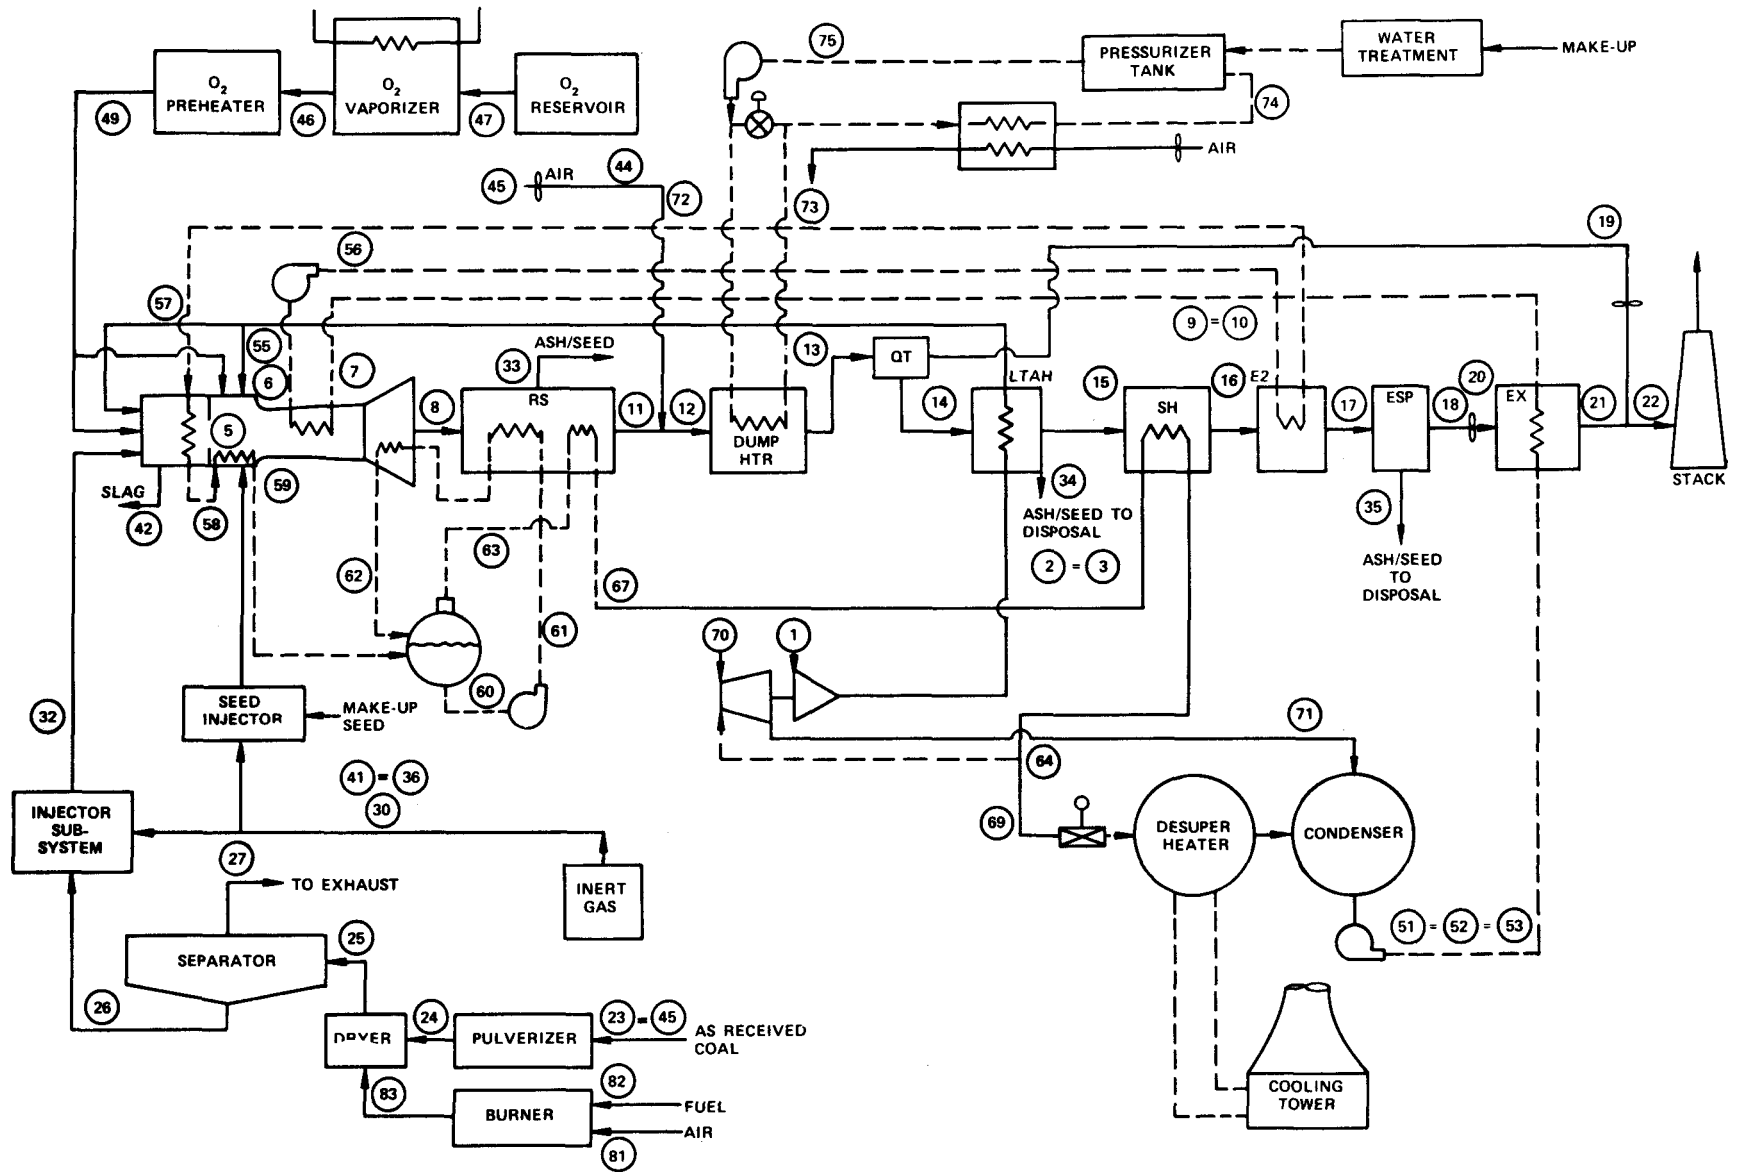 75
PRESSURIZER
TANK
WATER
TREATMENT
MAKE-UP
O2
PREHEATER
O2
VAPORIZER
O2
RESERVOIR
49
46
47
74
AIR
73
44
AIR
45
72
19
56
57
9 = 10
55
6
7
33
ASH/SEED
13
QT
LTAH
15
16
E2
20
8
RS
11
12
14
SH
17
ESP
18
EX
21
22
5
DUMP
HTR
STACK
SLAG
42
58
59
34
ASH/SEED TO
DISPOSAL
2 = 3
35
ASH/SEED
TO
DISPOSAL
63
62
67
61
60
70
1
SEED
INJECTOR
MAKE-UP
SEED
32
71
64
41 = 36
30
INJECTOR
SUB-
SYSTEM
69
DESUPER
HEATER
CONDENSER
27
TO EXHAUST
INERT
GAS
51 = 52 = 53
25
SEPARATOR
26
24
PULVERIZER
23 = 45
AS RECEIVED
COAL
DRYER
83
BURNER
82
FUEL
AIR
81
COOLING
TOWER